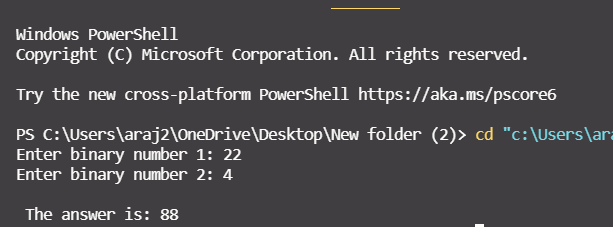 Windows PowerShell
Copyright (C) Microsoft Corporation. All rights reserved.
Try the new cross-platform PowerShell https://aka.ms/pscore6
PS C:\Users\araj2\OneDrive\Desktop\New folder (2)> cd "c:\Users\ara
Enter binary number 1: 22
Enter binary number 2: 4
The answer is: 88